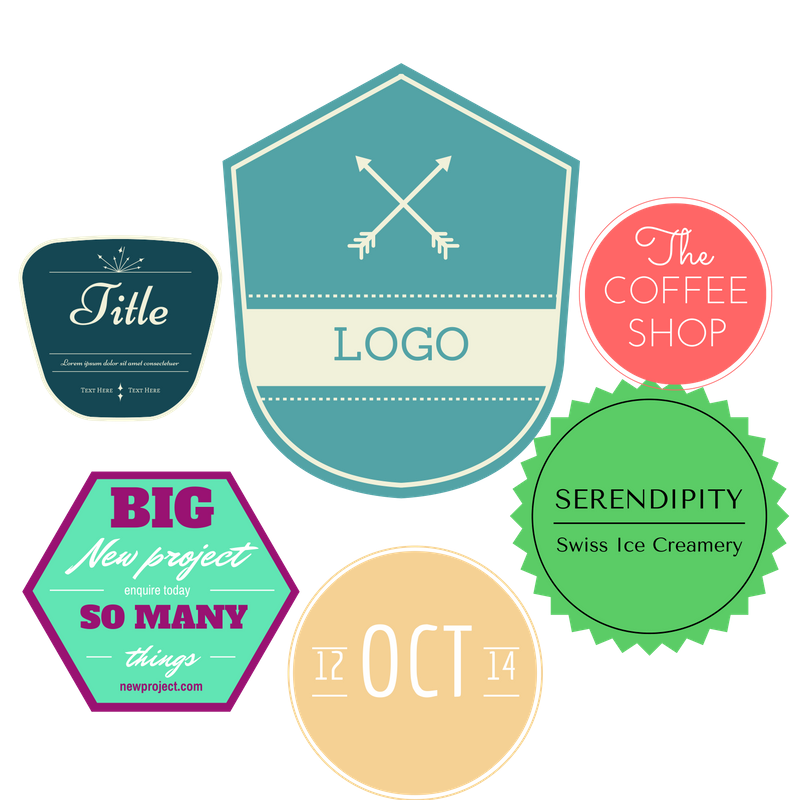 LOGO
Title
Lorem ipsum dolor sit amet consectetuer
TEXT HERE TEXT HERE
The
COFFEE
SHOP
SERENDIPITY
Swiss Ice Creamery
BIG
New project
enquire today
SO MANY
things
newproject.com
12 OCT 14